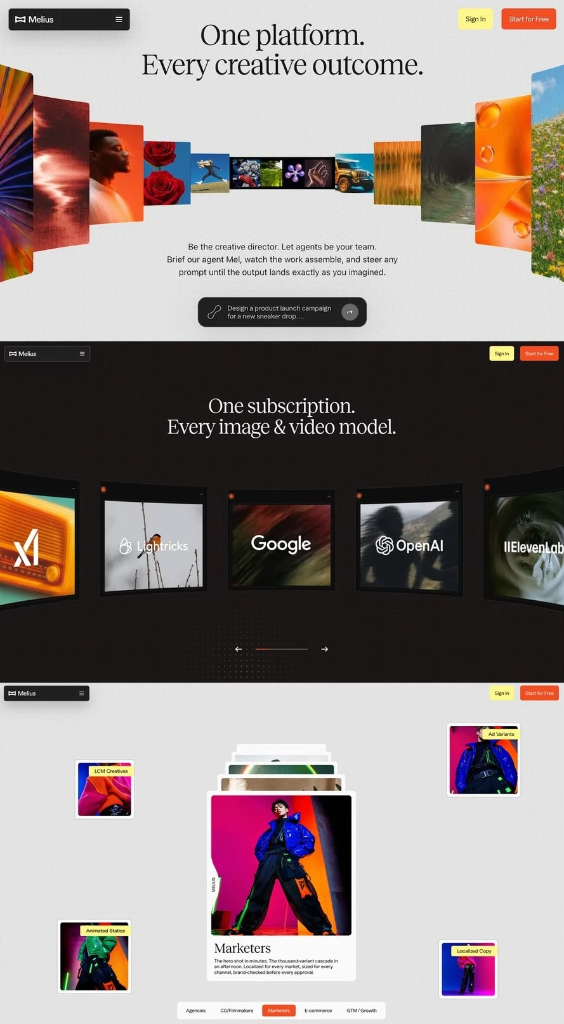 Melius
Sign In
Start for Free
One platform.
Every creative outcome.
Be the creative director. Let agents be your team.
Brief our agent Mel, watch the work assemble, and steer any
prompt until the output lands exactly as you imagined.
Design a product launch campaign
for a new sneaker drop...
Melius
Sign In
Start for Free
One subscription.
Every image & video model.
Lightricks
Google
OpenAI
IIElevenLab
Melius
Sign In
Start for Free
Ad Variants
LCM Creatives
MELIUS
Marketers
The hero shot in minutes. The thousand-variant cascade in
an afternoon. Localized for every market, sized for every
channel, brand-checked before every approval.
Animated Statics
Localized Copy
Agencies
CD/Filmmakers
Marketers
E-commerce
GTM / Growth